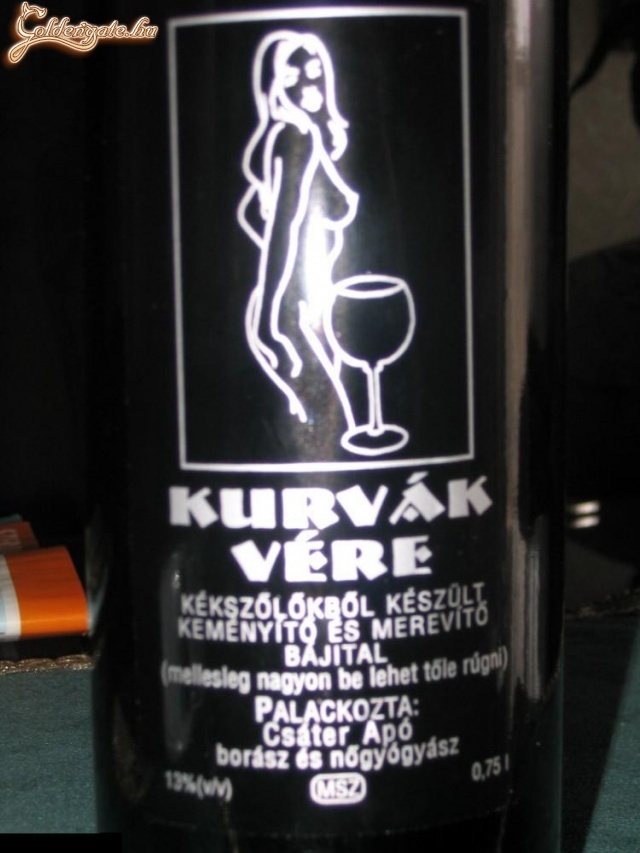 Goldengate.hu
KURVÁK
VÉRE
KÉKSZŐLŐKBŐL KÉSZÜLT
KEMÉNYÍTŐ ÉS MEREVÍTŐ
BÁJITAL
(mellesleg nagyon be lehet tőle rúgni)
PALACKOZTA:
Csáter Apó
borász és nőgyógyász
13%(v/v)
MSZ
0,75 l